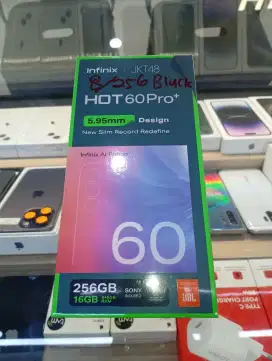 Infinix JKT48
8/256 Black
HOT 60 Pro+
5.95mm Design
New Slim Record Redefine
60
256GB
16GB
SONY
JBL